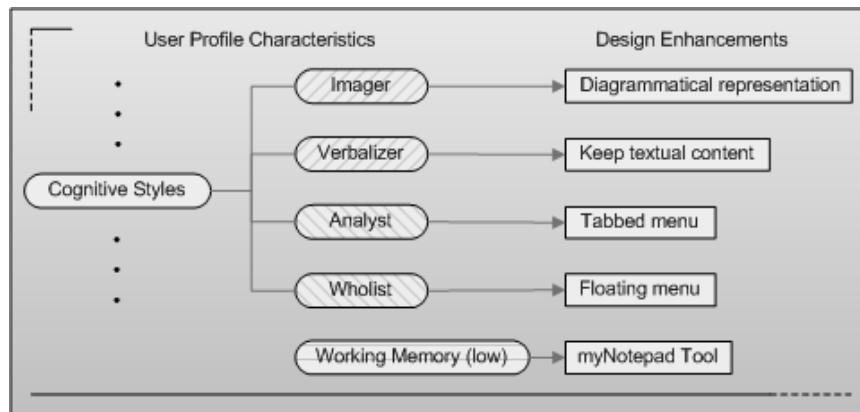 User Profile Characteristics
Design Enhancements
Imager
Diagrammatical representation
Verbalizer
Keep textual content
Cognitive Styles
Analyst
Tabbed menu
Wholist
Floating menu
Working Memory (low)
myNotepad Tool